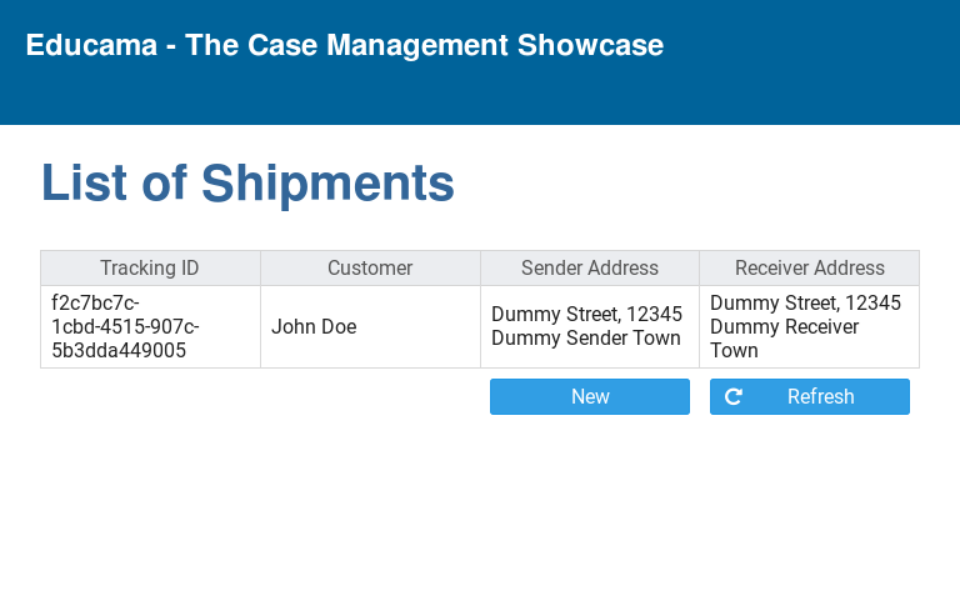 Educama - The Case Management Showcase
List of Shipments
Tracking ID
Customer
Sender Address
Receiver Address
f2c7bc7c-
1cbd-4515-907c-
5b3dda449005
John Doe
Dummy Street, 12345
Dummy Sender Town
Dummy Street, 12345
Dummy Receiver
Town
New
Refresh